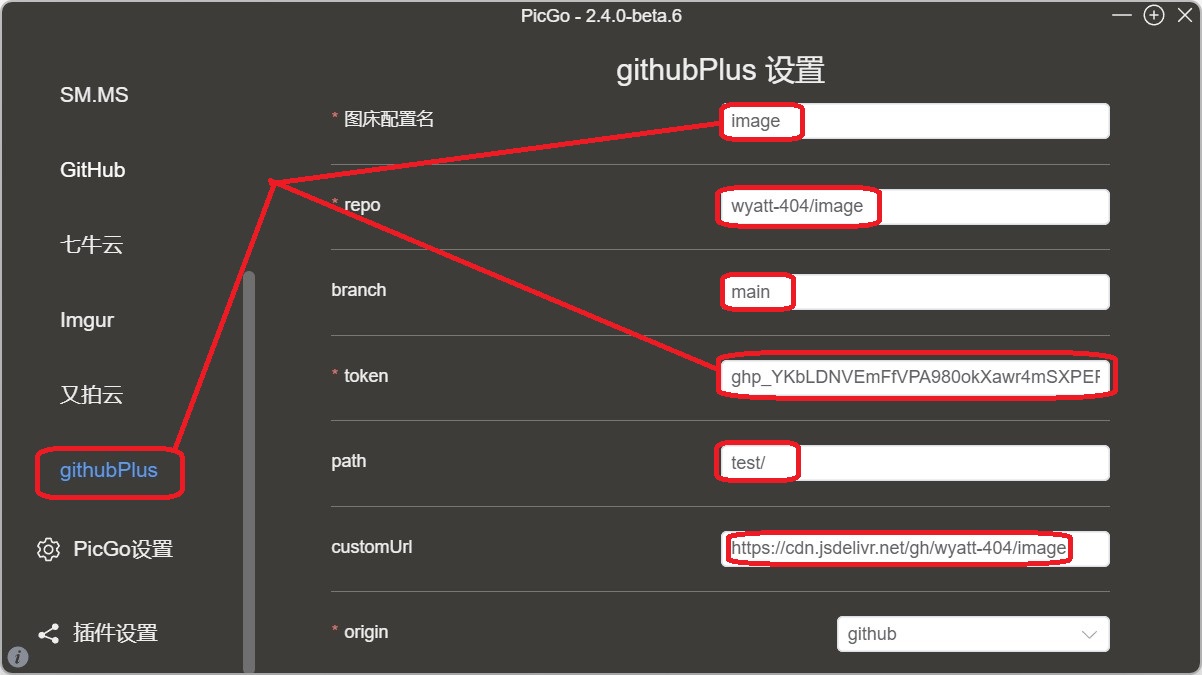 PicGo - 2.4.0-beta.6
githubPlus 设置
SM.MS
GitHub
七牛云
Imgur
又拍云
githubPlus
PicGo设置
插件设置
* 图床配置名
image
* repo
wyatt-404/image
branch
main
* token
path
test/
customUrl
https://cdn.jsdelivr.net/gh/wyatt-404/image
* origin
github